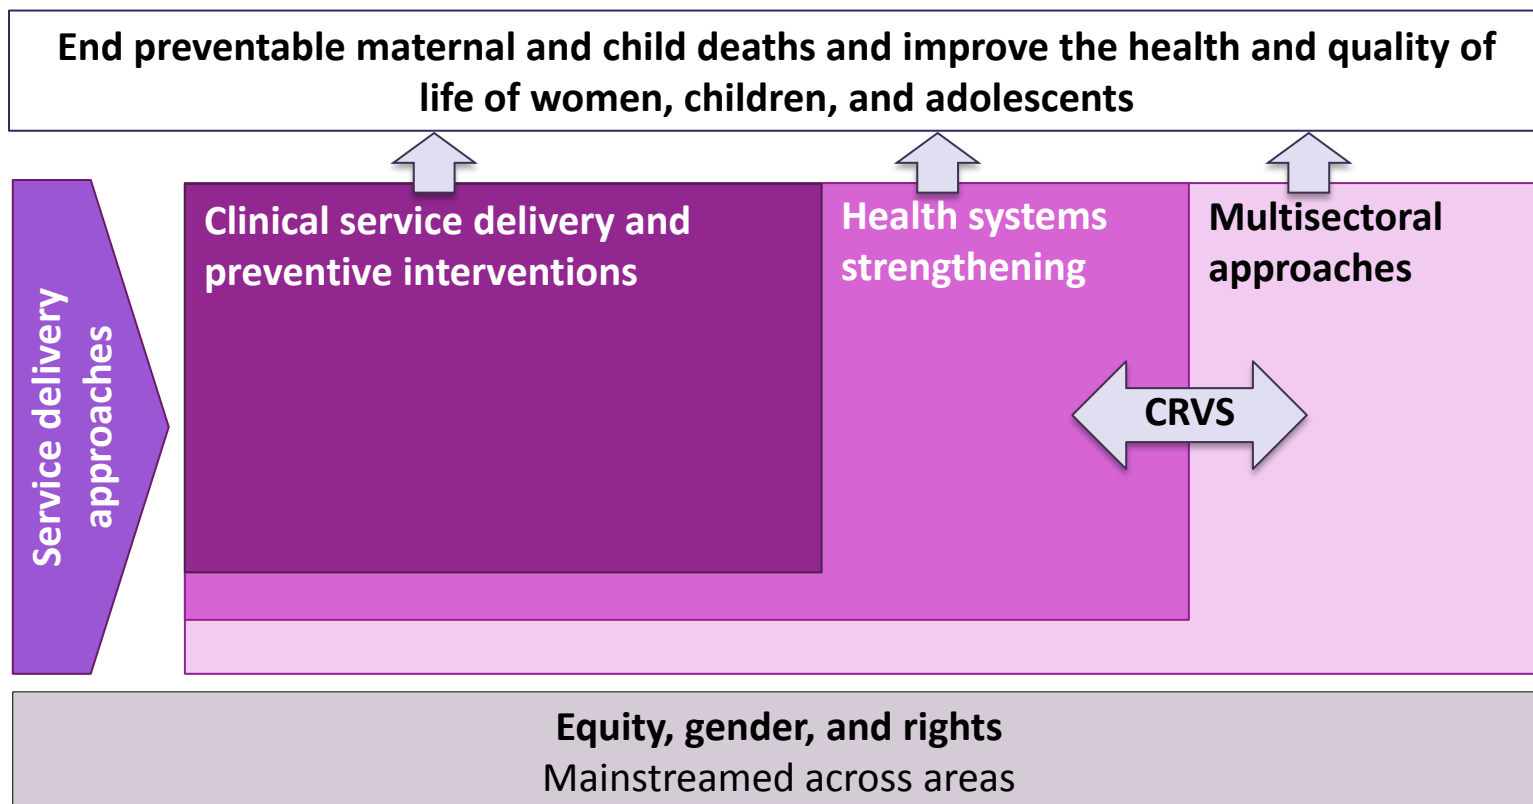 End preventable maternal and child deaths and improve the health and quality of
life of women, children, and adolescents
Service delivery
approaches
Clinical service delivery and
preventive interventions
Health systems
strengthening
Multisectoral
approaches
CRVS
Equity, gender, and rights
Mainstreamed across areas